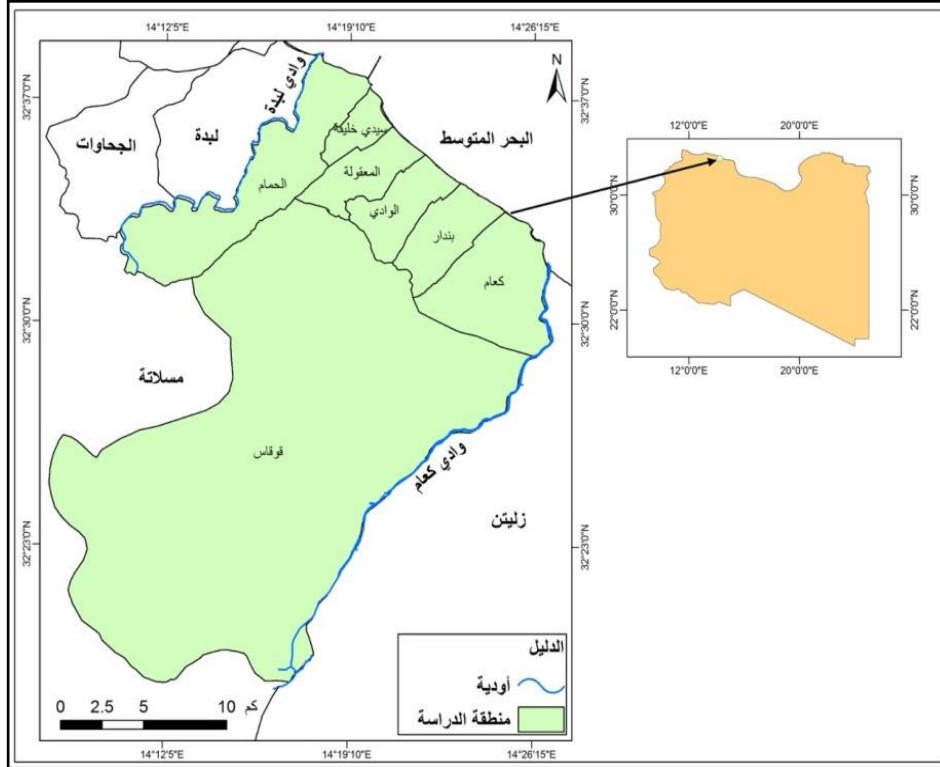 14°12'5"E
14°19'10"E
14°26'15"E
32°37'0"N
32°37'0"N
N
وادي لبدة
لبدة
الجحاوات
سيدي خليفة
البحر المتوسط
المعقولة
الحمام
الوادي
بندار
كعام
32°30'0"N
32°30'0"N
مسلاتة
قوقاس
وادي كعام
زليتن
32°23'0"N
32°23'0"N
الدليل
أودية
منطقة الدراسة
0 2.5 5 10 كم
14°12'5"E
14°19'10"E
14°26'15"E
12°0'0"E
20°0'0"E
30°0'0"N
30°0'0"N
22°0'0"N
22°0'0"N
12°0'0"E
20°0'0"E